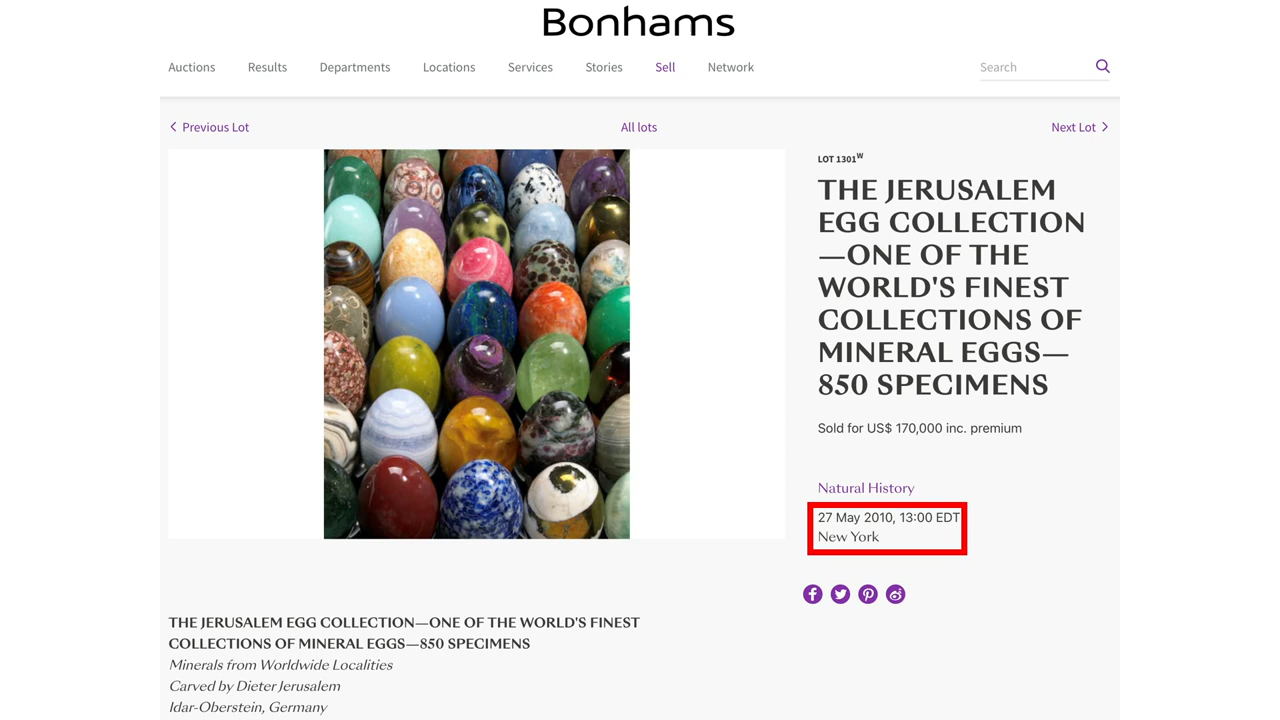 Bonhams
Auctions Results Departments Locations Services Stories Sell Network Search
Previous Lot All lots Next Lot
LOT 1301W
THE JERUSALEM
EGG COLLECTION
—ONE OF THE
WORLD'S FINEST
COLLECTIONS OF
MINERAL EGGS—
850 SPECIMENS
Sold for US$ 170,000 inc. premium
Natural History
27 May 2010, 13:00 EDT
New York
THE JERUSALEM EGG COLLECTION—ONE OF THE WORLD'S FINEST
COLLECTIONS OF MINERAL EGGS—850 SPECIMENS
Minerals from Worldwide Localities
Carved by Dieter Jerusalem
Idar-Oberstein, Germany